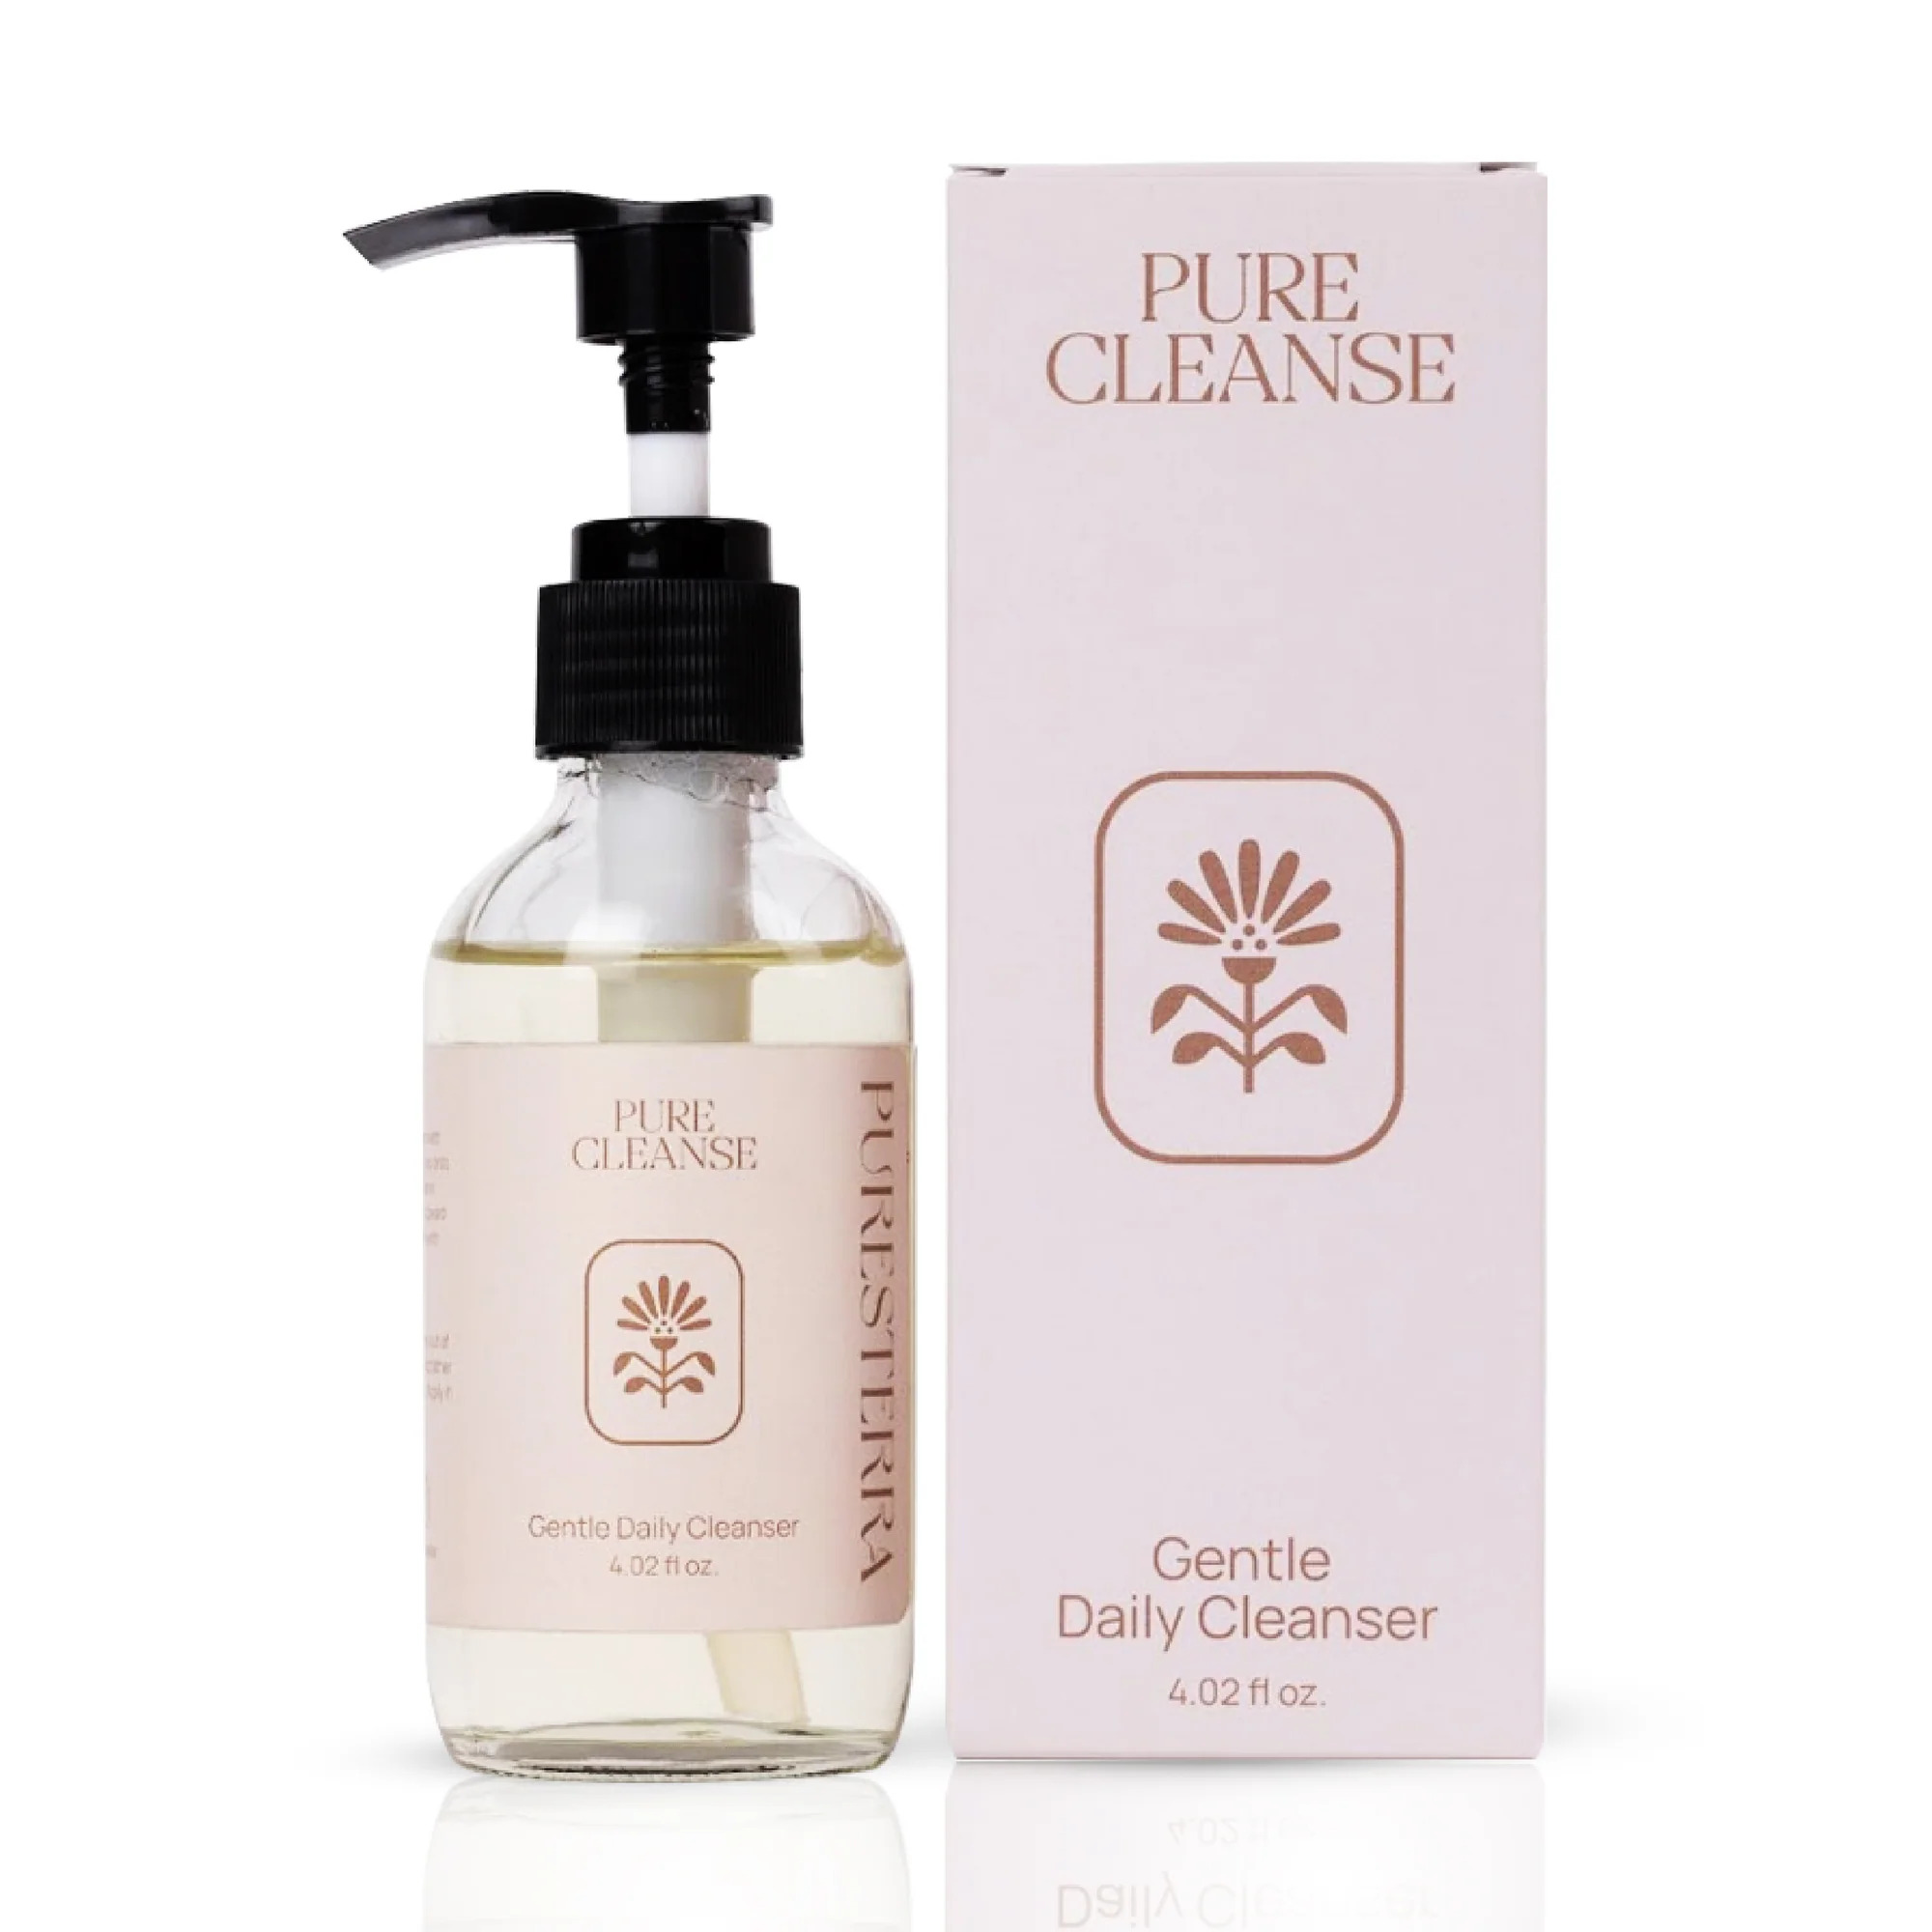 PURE
CLEANSE
Gentle Daily Cleanser
4.02 fl oz.
PURESTERRA
PURE
CLEANSE
Gentle
Daily Cleanser
4.02 fl oz.